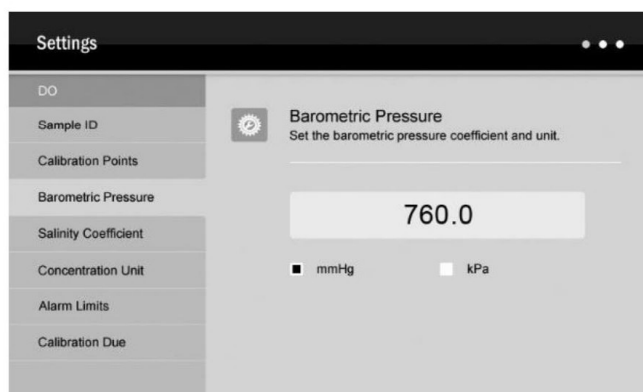 Settings
DO
Sample ID
Calibration Points
Barometric Pressure
Salinity Coefficient
Concentration Unit
Alarm Limits
Calibration Due
Barometric Pressure
Set the barometric pressure coefficient and unit.
760.0
mmHg kPa